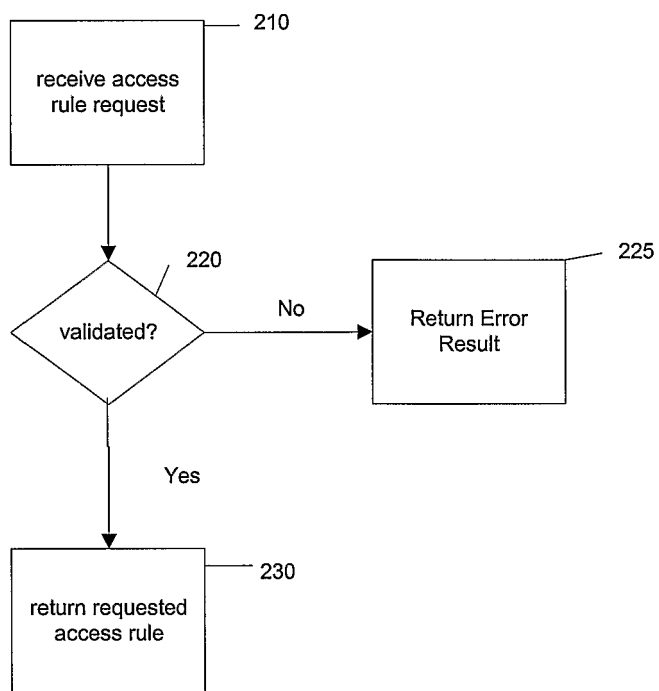 210
receive access
rule request
220
validated?
No
225
Return Error
Result
Yes
230
return requested
access rule